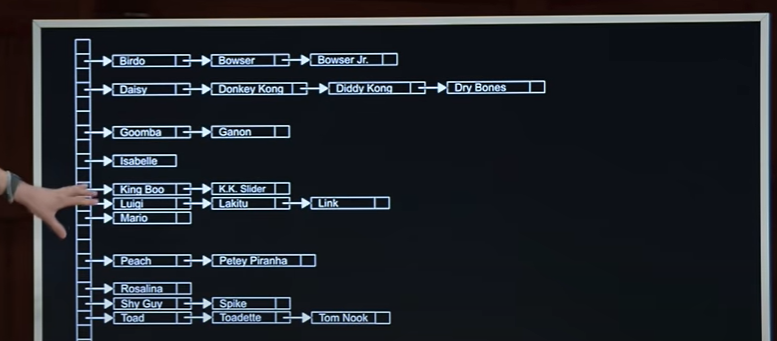 Birdo Bowser Bowser Jr.
Daisy Donkey Kong Diddy Kong Dry Bones
Goomba Ganon
Isabelle
King Boo K.K. Slider
Luigi Lakitu Link
Mario
Peach Petey Piranha
Rosalina
Shy Guy Spike
Toad Toadette Tom Nook